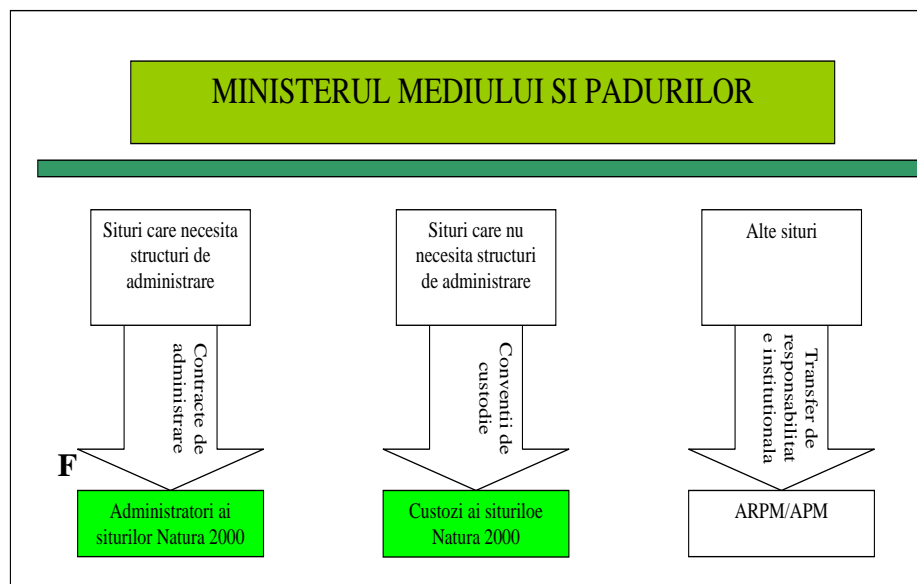 MINISTERUL MEDIULUI SI PADURILOR
Situri care necesita
structuri de
administrare
Situri care nu
necesita structuri
de administrare
Alte situri
Contracte de
administrare
Conventii de
custodie
Transfer de
responsabilitat
e institutionala
F
Administratori ai
siturilor Natura 2000
Custozi ai situriloe
Natura 2000
ARPM/APM